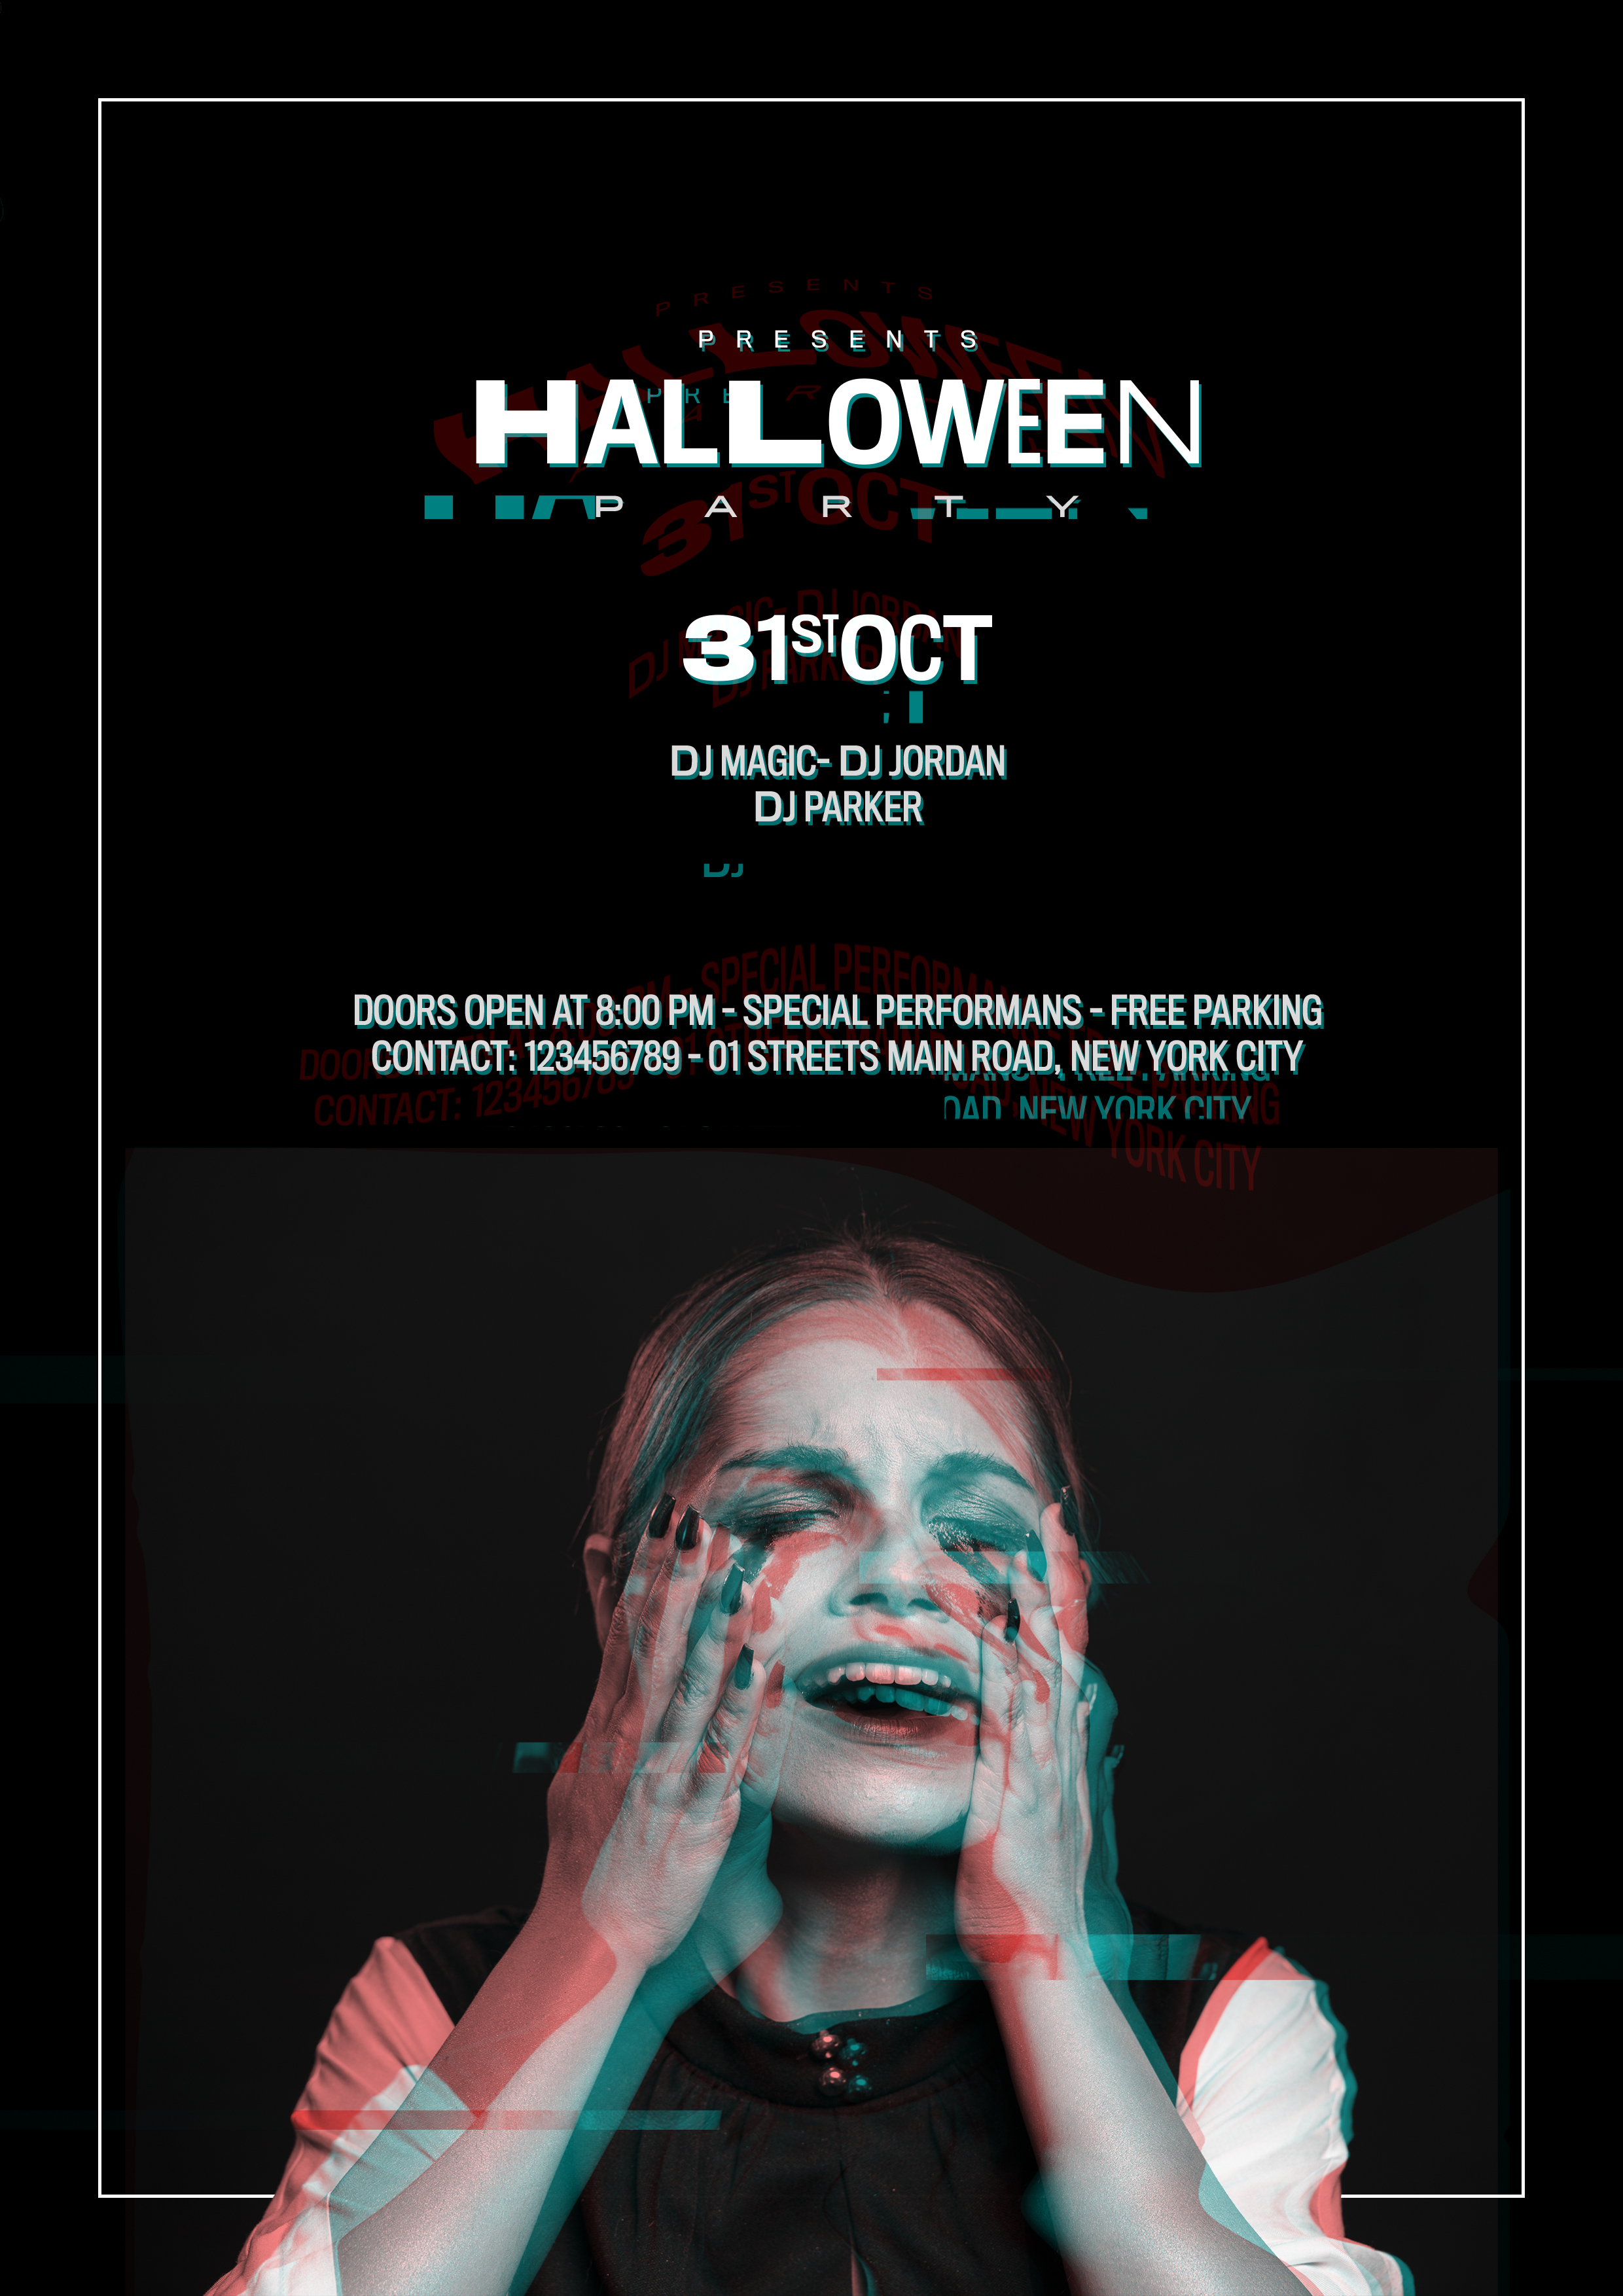 PRESENTS
HALLOWEEN
PARTY
31ST OCT
DJ MAGIC- DJ JORDAN
DJ PARKER
DOORS OPEN AT 8:00 PM - SPECIAL PERFORMANS - FREE PARKING
CONTACT: 123456789 - 01 STREETS MAIN ROAD, NEW YORK CITY